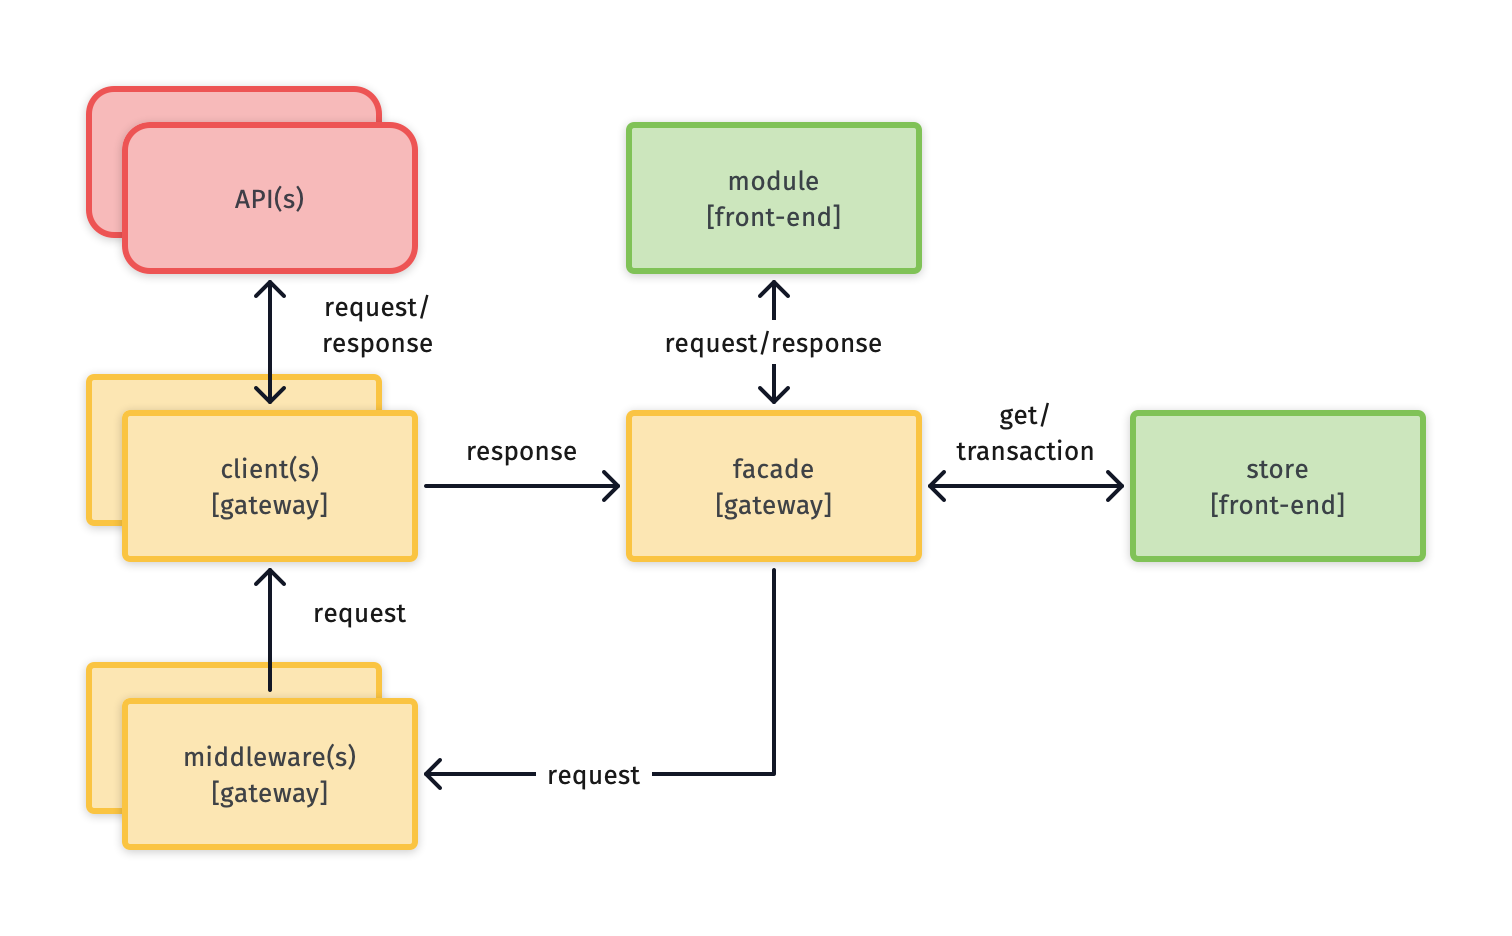 API(s)
module
[front-end]
request/
response
request/response
client(s)
[gateway]
response
facade
[gateway]
get/
transaction
store
[front-end]
request
middleware(s)
[gateway]
request